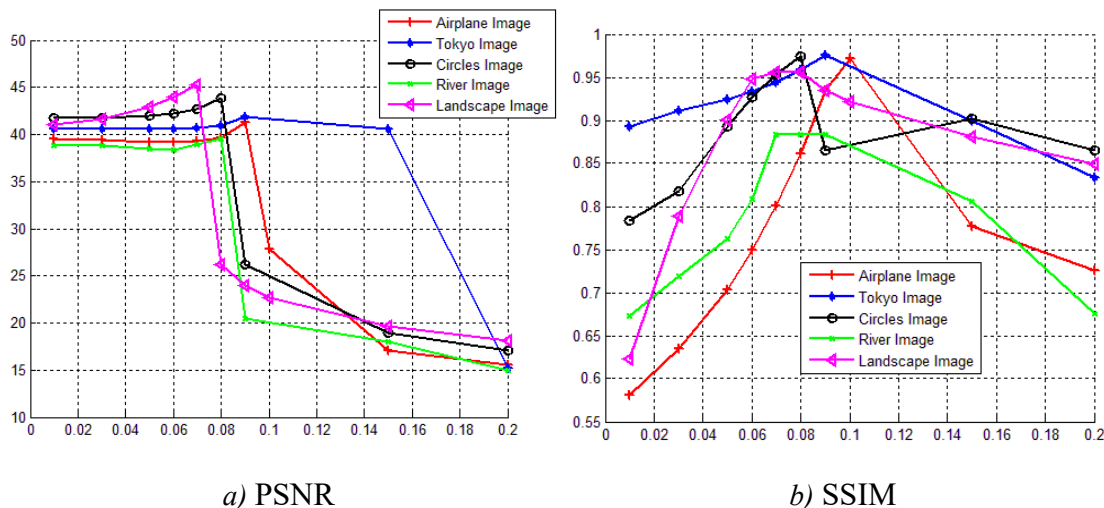 Airplane Image
Tokyo Image
Circles Image
River Image
Landscape Image
50
45
40
35
30
25
20
15
10
0 0.02 0.04 0.06 0.08 0.1 0.12 0.14 0.16 0.18 0.2
a) PSNR
1
0.95
0.9
0.85
0.8
0.75
0.7
0.65
0.6
0.55
Airplane Image
Tokyo Image
Circles Image
River Image
Landscape Image
0 0.02 0.04 0.06 0.08 0.1 0.12 0.14 0.16 0.18 0.2
b) SSIM